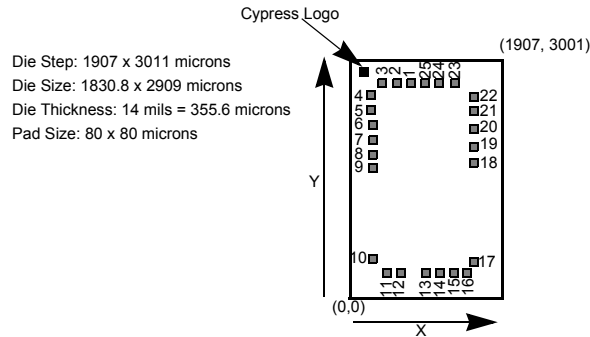 Cypress Logo
(1907, 3001)
Die Step: 1907 x 3011 microns
Die Size: 1830.8 x 2909 microns
Die Thickness: 14 mils = 355.6 microns
Pad Size: 80 x 80 microns
3 2 1 25 24 23
4 22
5 21
6 20
7 19
8 18
9
Y
10 17
11 12 13 14 15 16
(0,0)
X